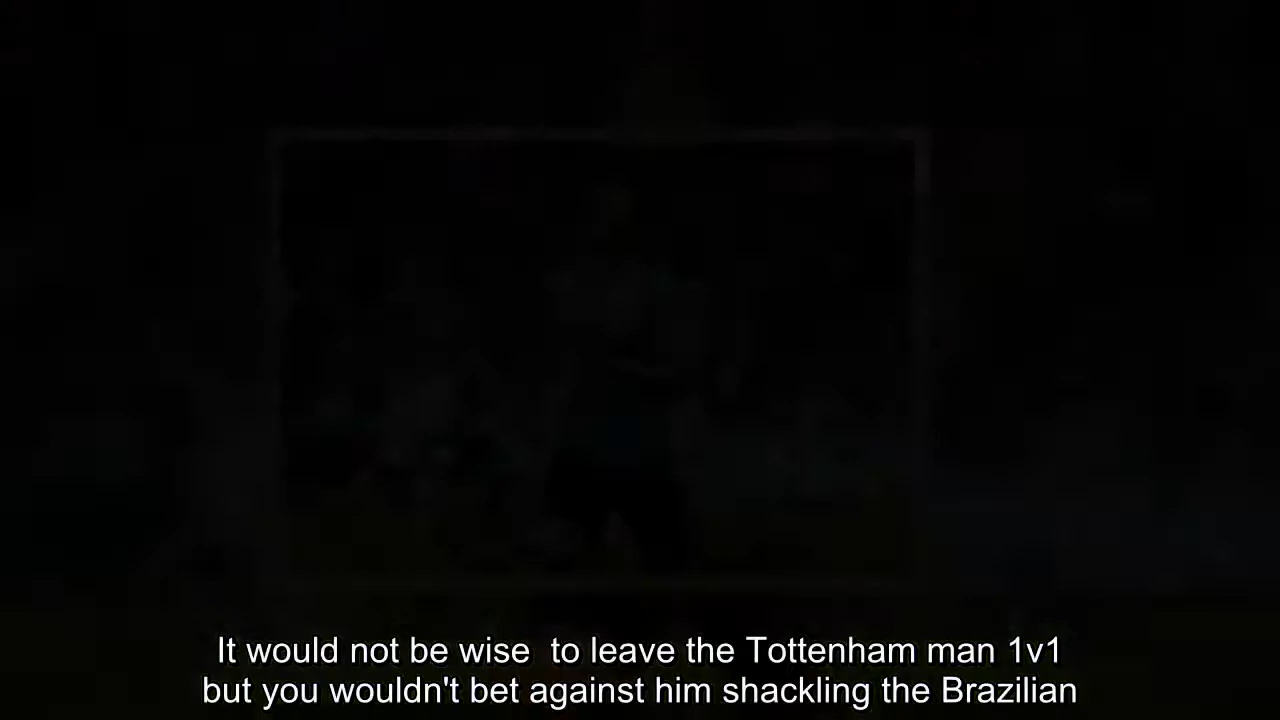 It would not be wise  to leave the Tottenham man 1v1
but you wouldn't bet against him shackling the Brazilian